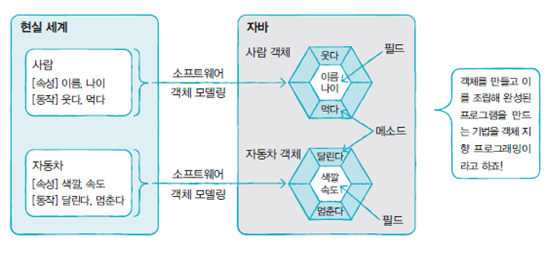 현실 세계
사람
[속성] 이름, 나이
[동작] 웃다, 먹다
자동차
[속성] 색깔, 속도
[동작] 달린다, 멈춘다
소프트웨어
객체 모델링
소프트웨어
객체 모델링
자바
사람 객체
웃다
이름
나이
먹다
자동차 객체
달린다
색깔
속도
멈춘다
필드
메소드
필드
객체를 만들고 이
를 조립해 완성된
프로그램을 만드
는 기법을 객체 지
향 프로그래밍이
라고 하죠!